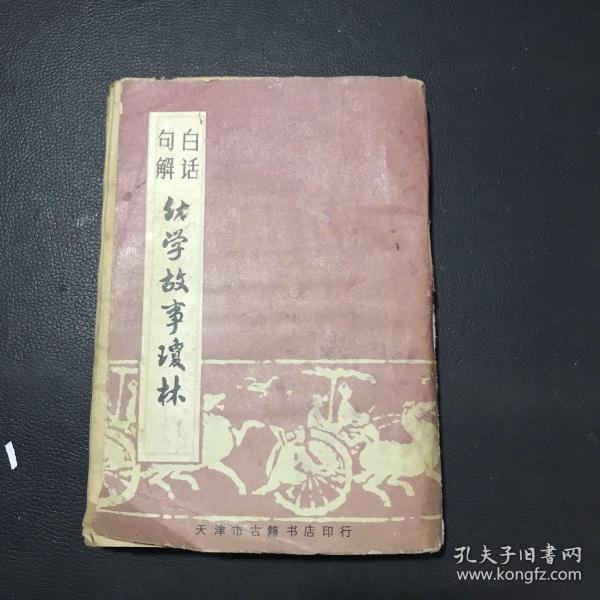 白话
句解
幼学故事琼林
天津市古籍书店印行
孔夫子旧书网
www.kongfz.com